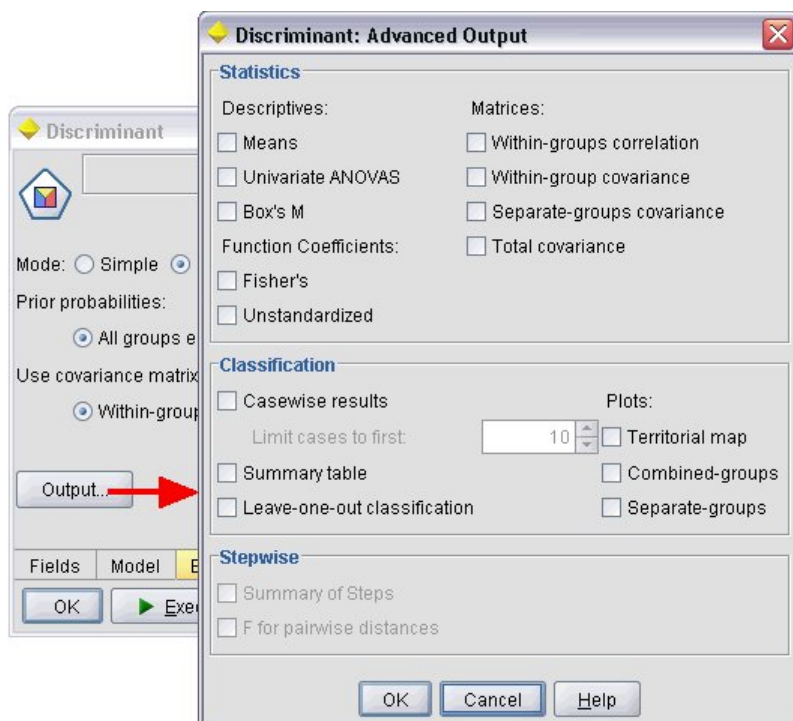 Discriminant: Advanced Output
Statistics
Descriptives:
Means
Univariate ANOVAS
Box's M
Function Coefficients:
Fisher's
Unstandardized
Matrices:
Within-groups correlation
Within-group covariance
Separate-groups covariance
Total covariance
Classification
Casewise results
Limit cases to first: 10
Summary table
Leave-one-out classification
Plots:
Territorial map
Combined-groups
Separate-groups
Stepwise
Summary of Steps
F for pairwise distances
OK Cancel Help
Discriminant
Mode: Simple
Prior probabilities:
All groups e
Use covariance matrix
Within-group
Output...
Fields Model E
OK Exe